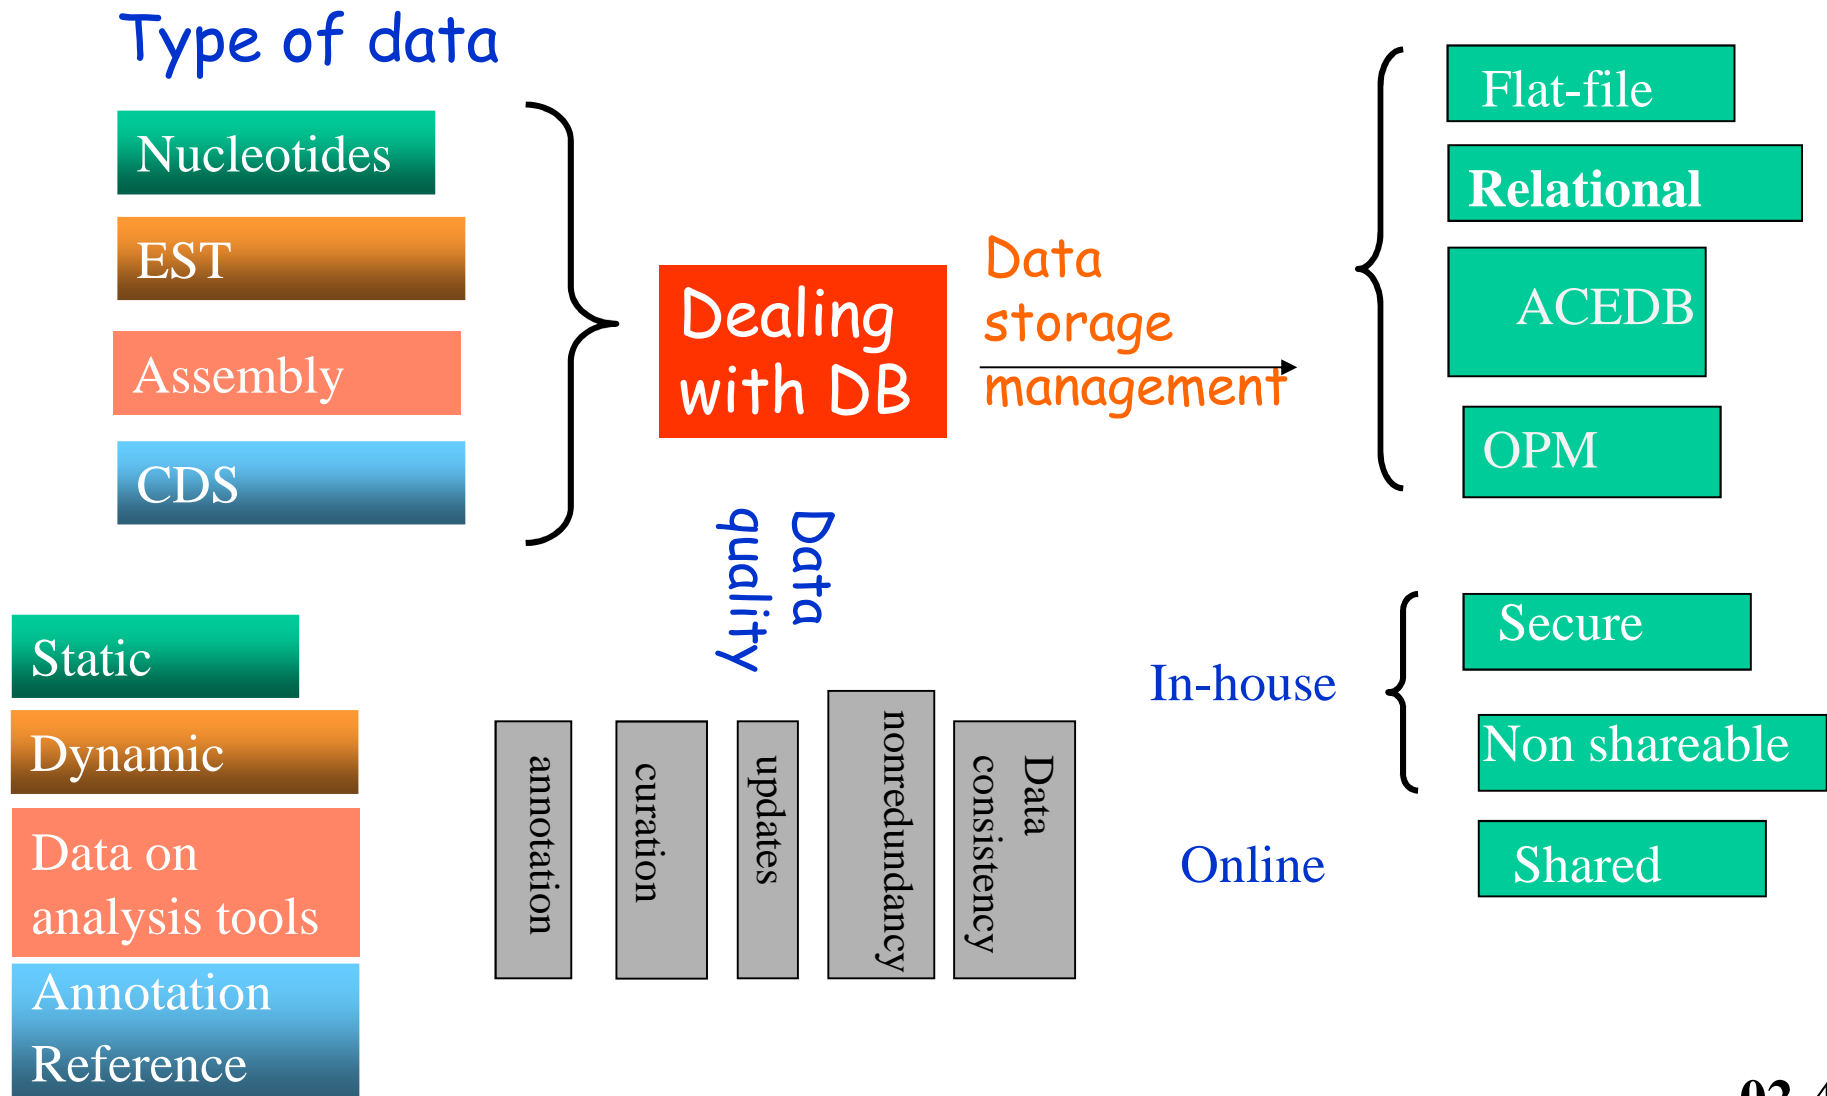 Type of data
Nucleotides
EST
Assembly
CDS
Dealing
with DB
Data
storage
management
Flat-file
Relational
ACEDB
OPM
Data
quality
Static
Dynamic
Data on
analysis tools
Annotation
Reference
annotation
curation
updates
nonredundancy
Data
consistency
In-house
Secure
Non shareable
Online
Shared